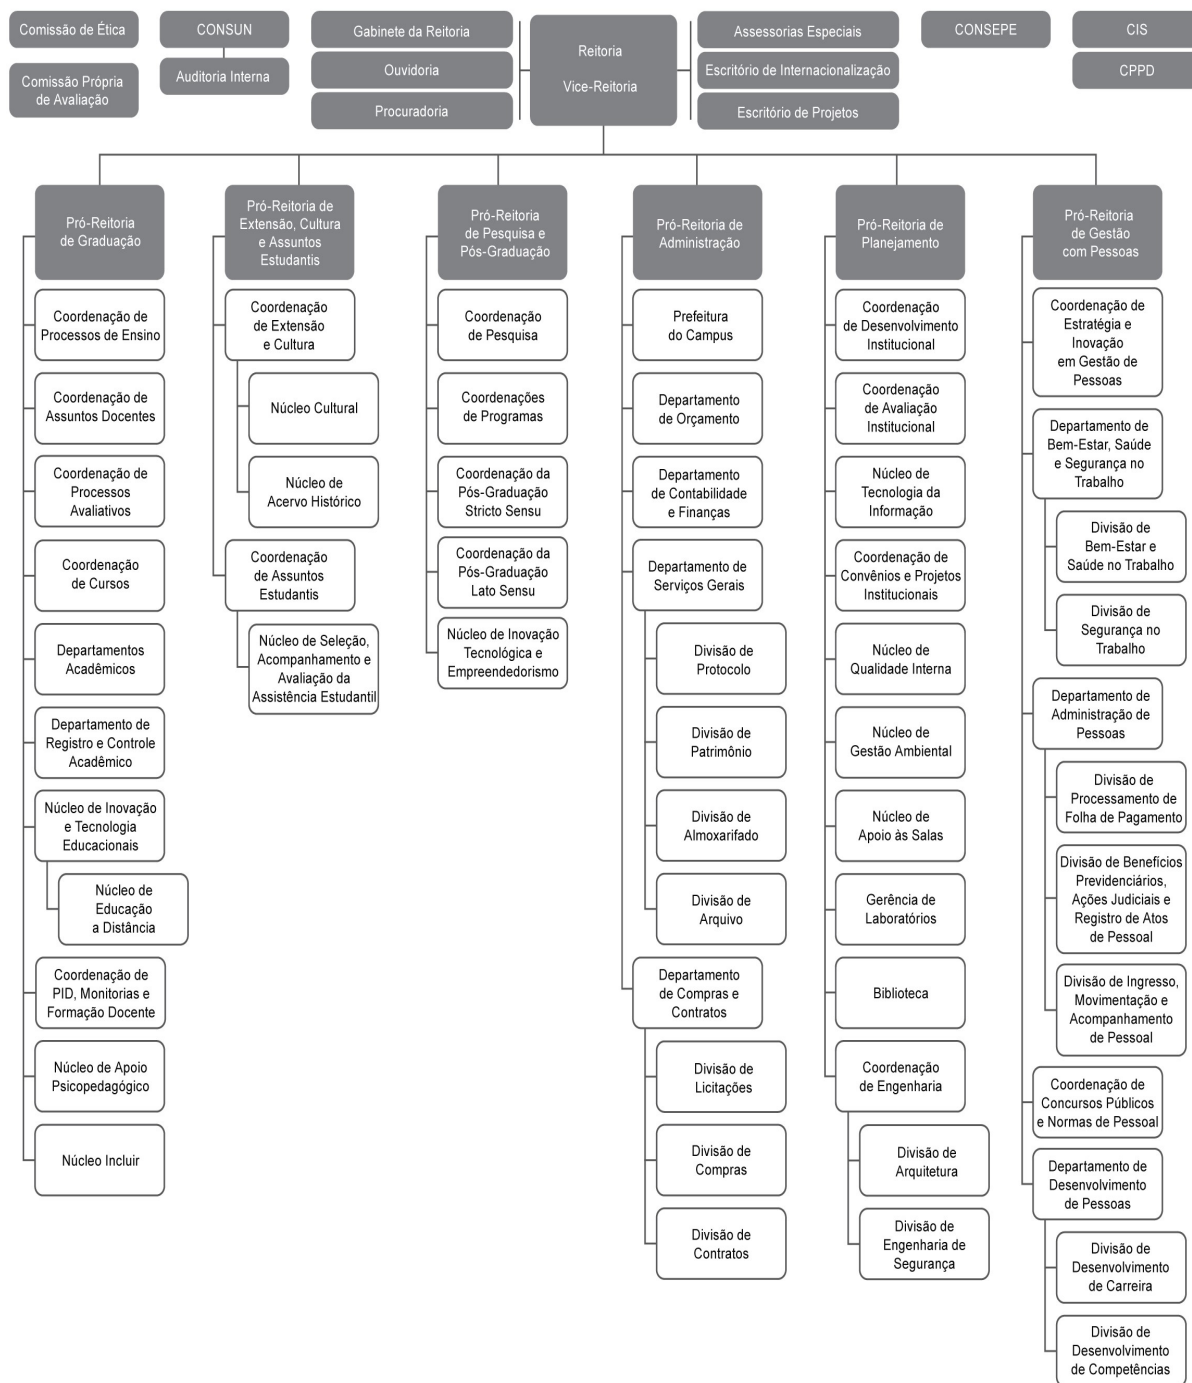 Comissão de Ética
Comissão Própria
de Avaliação
CONSUN
Auditoria Interna
Gabinete da Reitoria
Ouvidoria
Procuradoria
Reitoria
Vice-Reitoria
Assessorias Especiais
Escritório de Internacionalização
Escritório de Projetos
CONSEPE
CIS
CPPD
Pró-Reitoria
de Graduação
Coordenação de
Processos de Ensino
Coordenação de
Assuntos Docentes
Coordenação de
Processos
Avaliativos
Coordenação
de Cursos
Departamentos
Acadêmicos
Departamento de
Registro e Controle
Acadêmico
Núcleo de Inovação
e Tecnologia
Educacionais
Núcleo de
Educação
a Distância
Coordenação de
PID, Monitorias e
Formação Docente
Núcleo de Apoio
Psicopedagógico
Núcleo Incluir
Pró-Reitoria de
Extensão, Cultura
e Assuntos
Estudantis
Coordenação
de Extensão
e Cultura
Núcleo Cultural
Núcleo de
Acervo Histórico
Coordenação
de Assuntos
Estudantis
Núcleo de Seleção,
Acompanhamento e
Avaliação da
Assistência Estudantil
Pró-Reitoria
de Pesquisa e
Pós-Graduação
Coordenação
de Pesquisa
Coordenações
de Programas
Coordenação da
Pós-Graduação
Stricto Sensu
Coordenação da
Pós-Graduação
Lato Sensu
Núcleo de Inovação
Tecnológica e
Empreendedorismo
Pró-Reitoria de
Administração
Prefeitura
do Campus
Departamento
de Orçamento
Departamento
de Contabilidade
e Finanças
Departamento de
Serviços Gerais
Divisão de
Protocolo
Divisão de
Patrimônio
Divisão de
Almoxarifado
Divisão de
Arquivo
Departamento
de Compras e
Contratos
Divisão de
Licitações
Divisão de
Compras
Divisão de
Contratos
Pró-Reitoria de
Planejamento
Coordenação
de Desenvolvimento
Institucional
Coordenação
de Avaliação
Institucional
Núcleo de
Tecnologia da
Informação
Coordenação de
Convênios e Projetos
Institucionais
Núcleo de
Qualidade Interna
Núcleo de
Gestão Ambiental
Núcleo de
Apoio às Salas
Gerência de
Laboratórios
Biblioteca
Coordenação
de Engenharia
Divisão de
Arquitetura
Divisão de
Engenharia de
Segurança
Pró-Reitoria
de Gestão
com Pessoas
Coordenação de
Estratégia e
Inovação
em Gestão de
Pessoas
Departamento de
Bem-Estar, Saúde
e Segurança no
Trabalho
Divisão de
Bem-Estar e
Saúde no Trabalho
Divisão de
Segurança no
Trabalho
Departamento de
Administração de
Pessoas
Divisão de
Processamento de
Folha de Pagamento
Divisão de Benefícios
Previdenciários,
Ações Judiciais e
Registro de Atos
de Pessoal
Divisão de Ingresso,
Movimentação e
Acompanhamento
de Pessoal
Coordenação de
Concursos Públicos
e Normas de Pessoal
Departamento de
Desenvolvimento
de Pessoas
Divisão de
Desenvolvimento
de Carreira
Divisão de
Desenvolvimento
de Competências